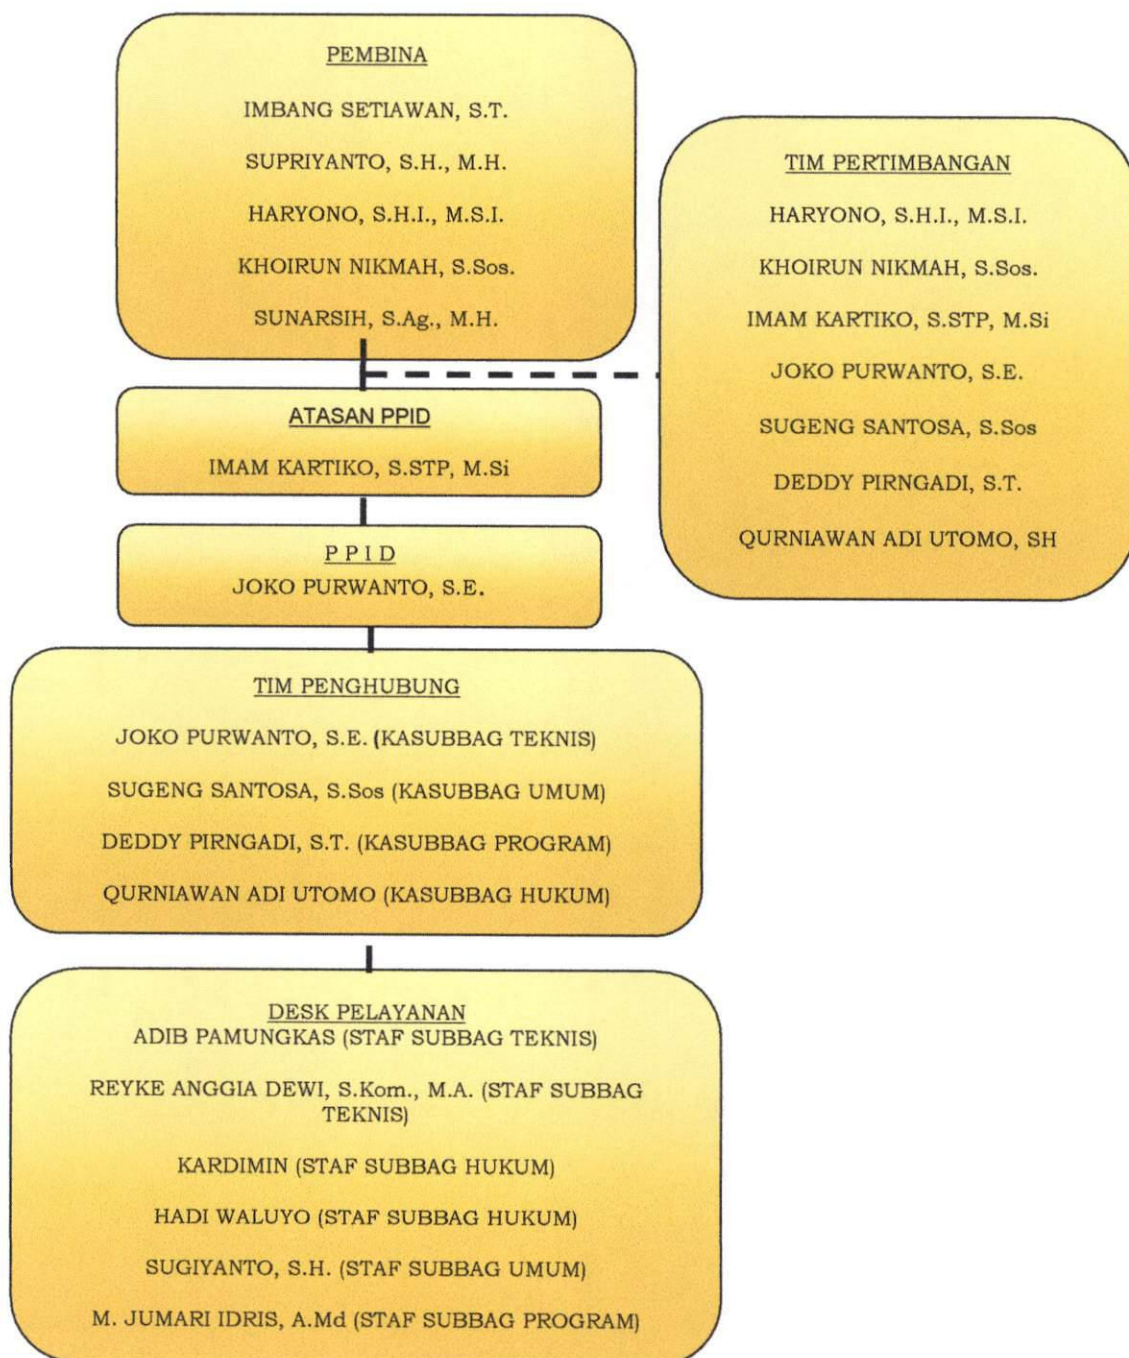 PEMBINA
IMBANG SETIAWAN, S.T.
SUPRIYANTO, S.H., M.H.
HARYONO, S.H.I., M.S.I.
KHOIRUN NIKMAH, S.Sos.
SUNARSIH, S.Ag., M.H.
TIM PERTIMBANGAN
HARYONO, S.H.I., M.S.I.
KHOIRUN NIKMAH, S.Sos.
IMAM KARTIKO, S.STP, M.Si
JOKO PURWANTO, S.E.
SUGENG SANTOSA, S.Sos
DEDDY PIRNGADI, S.T.
QURNIAWAN ADI UTOMO, SH
ATASAN PPID
IMAM KARTIKO, S.STP, M.Si
P P I D
JOKO PURWANTO, S.E.
TIM PENGHUBUNG
JOKO PURWANTO, S.E. (KASUBBAG TEKNIS)
SUGENG SANTOSA, S.Sos (KASUBBAG UMUM)
DEDDY PIRNGADI, S.T. (KASUBBAG PROGRAM)
QURNIAWAN ADI UTOMO (KASUBBAG HUKUM)
DESK PELAYANAN
ADIB PAMUNGKAS (STAF SUBBAG TEKNIS)
REYKE ANGGIA DEWI, S.Kom., M.A. (STAF SUBBAG
TEKNIS)
KARDIMIN (STAF SUBBAG HUKUM)
HADI WALUYO (STAF SUBBAG HUKUM)
SUGIYANTO, S.H. (STAF SUBBAG UMUM)
M. JUMARI IDRIS, A.Md (STAF SUBBAG PROGRAM)